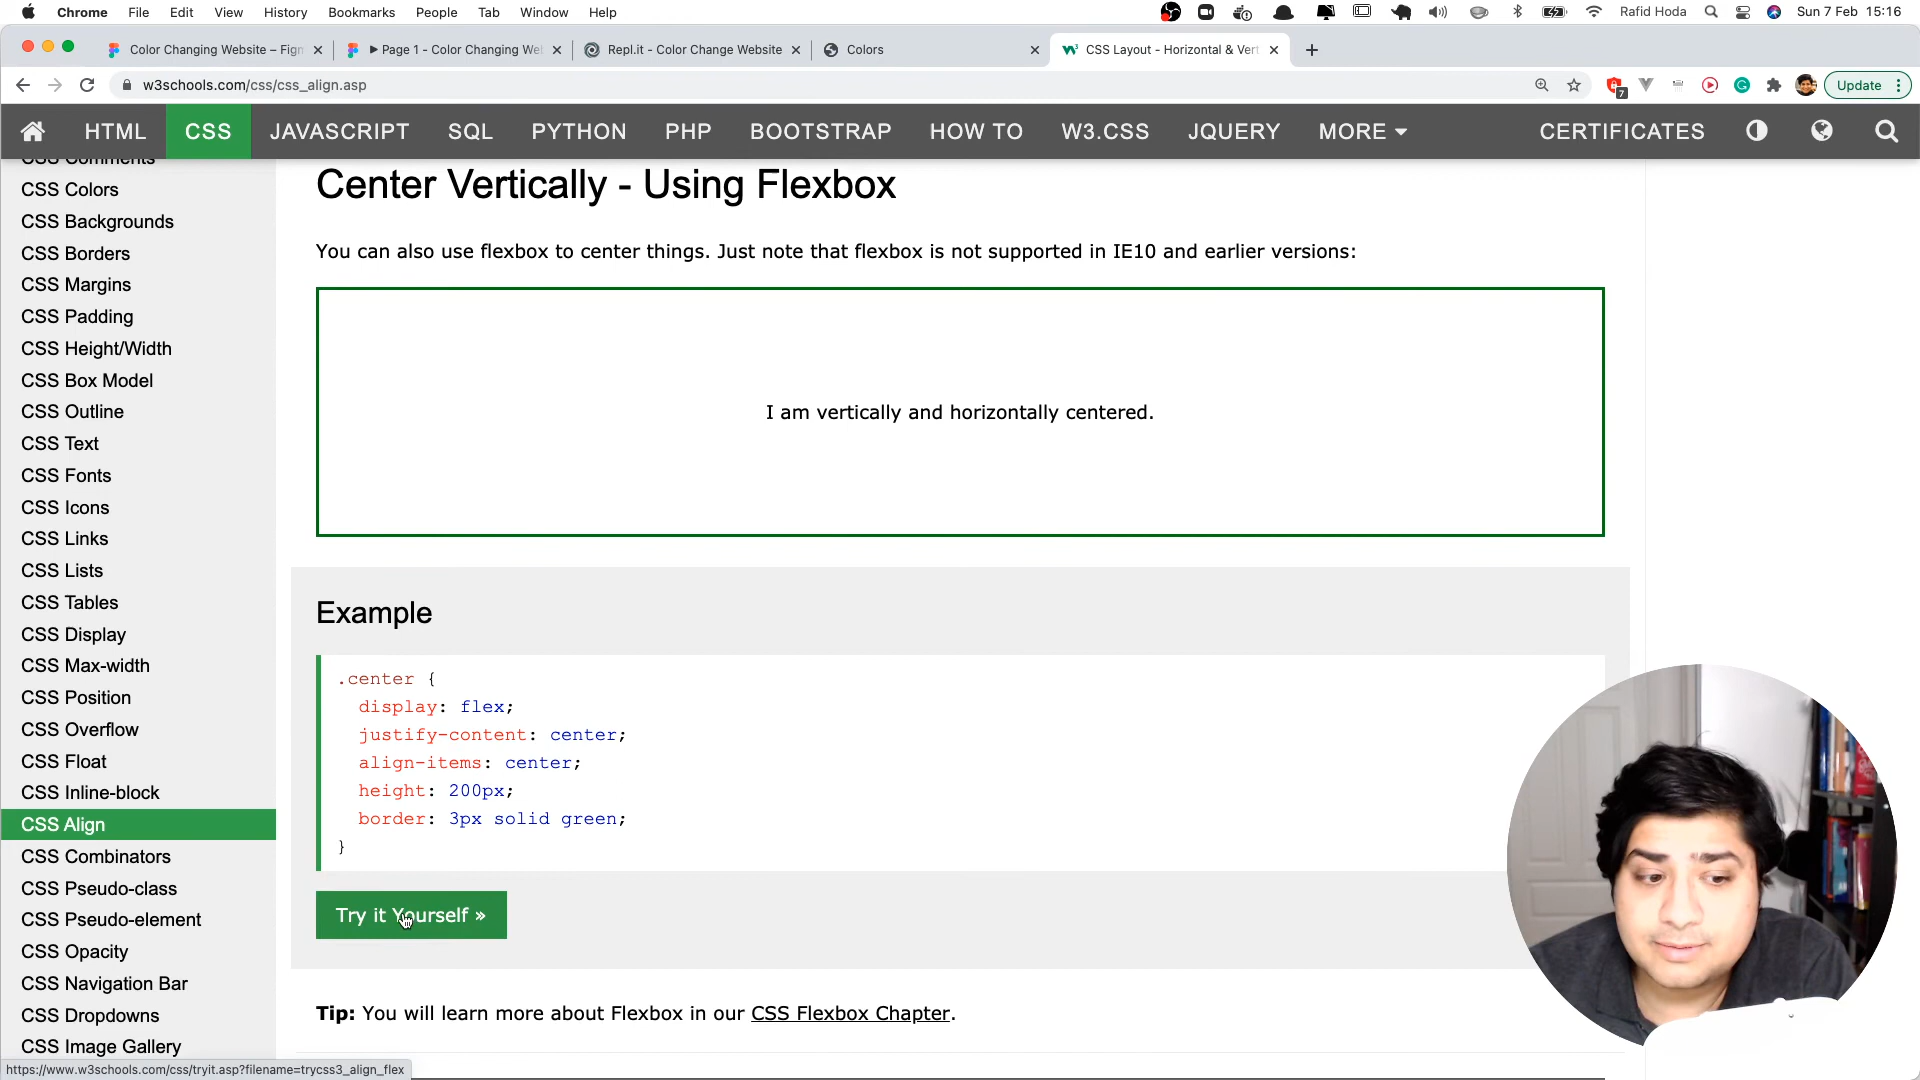 Chrome File Edit View History Bookmarks People Tab Window Help Rafid Hoda Sun 7 Feb 15:16
Color Changing Website – Figm Page 1 - Color Changing Wel Repl.it - Color Change Website Colors CSS Layout - Horizontal & Vert
w3schools.com/css/css_align.asp 7 Update
HTML CSS JAVASCRIPT SQL PYTHON PHP BOOTSTRAP HOW TO W3.CSS JQUERY MORE CERTIFICATES
CSS Comments
CSS Colors
CSS Backgrounds
CSS Borders
CSS Margins
CSS Padding
CSS Height/Width
CSS Box Model
CSS Outline
CSS Text
CSS Fonts
CSS Icons
CSS Links
CSS Lists
CSS Tables
CSS Display
CSS Max-width
CSS Position
CSS Overflow
CSS Float
CSS Inline-block
CSS Align
CSS Combinators
CSS Pseudo-class
CSS Pseudo-element
CSS Opacity
CSS Navigation Bar
CSS Dropdowns
CSS Image Gallery
Center Vertically - Using Flexbox
You can also use flexbox to center things. Just note that flexbox is not supported in IE10 and earlier versions:
I am vertically and horizontally centered.
Example
.center {
display: flex;
justify-content: center;
align-items: center;
height: 200px;
border: 3px solid green;
}
Try it Yourself »
Tip: You will learn more about Flexbox in our CSS Flexbox Chapter.
https://www.w3schools.com/css/tryit.asp?filename=trycss3_align_flex